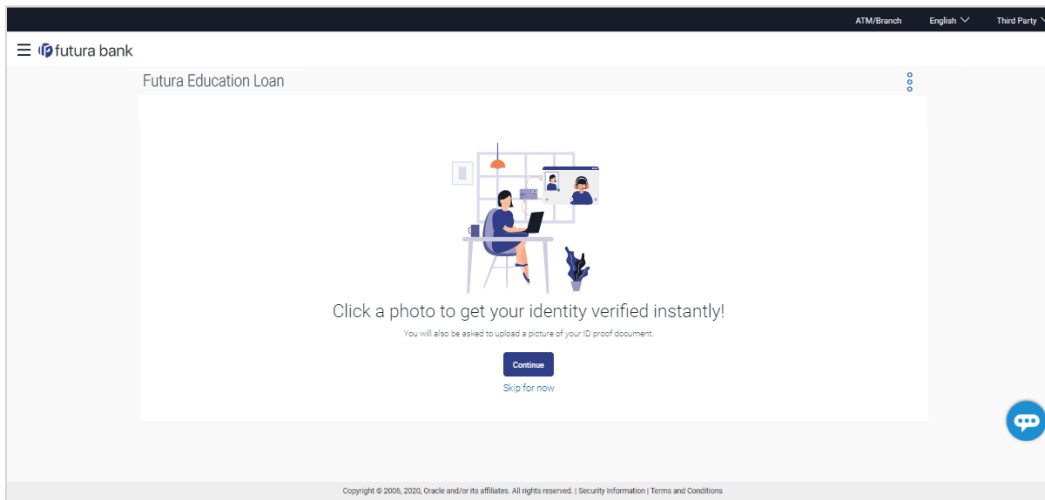 ATM/Branch English Third Party
futura bank
Futura Education Loan
Click a photo to get your identity verified instantly!
You will also be asked to upload a picture of your ID proof document.
Continue
Skip for now
Copyright © 2006, 2020, Oracle and/or its affiliates. All rights reserved. | Security Information | Terms and Conditions